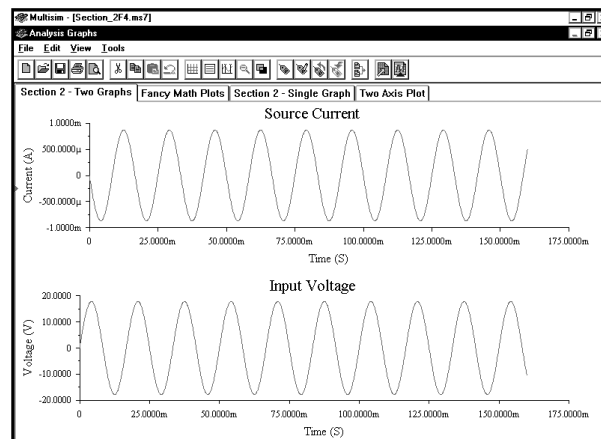 Multisim - [Section_2F4.ms7]
Analysis Graphs
File Edit View Tools
Section 2 - Two Graphs Fancy Math Plots Section 2 - Single Graph Two Axis Plot
Source Current
1.0000m
500.0000µ
0
-500.0000µ
-1.0000m
Current (A)
0 25.0000m 50.0000m 75.0000m 100.0000m 125.0000m 150.0000m 175.0000m
Time (S)
Input Voltage
20.0000
10.0000
0
-10.0000
-20.0000
Voltage (V)
0 25.0000m 50.0000m 75.0000m 100.0000m 125.0000m 150.0000m 175.0000m
Time (S)